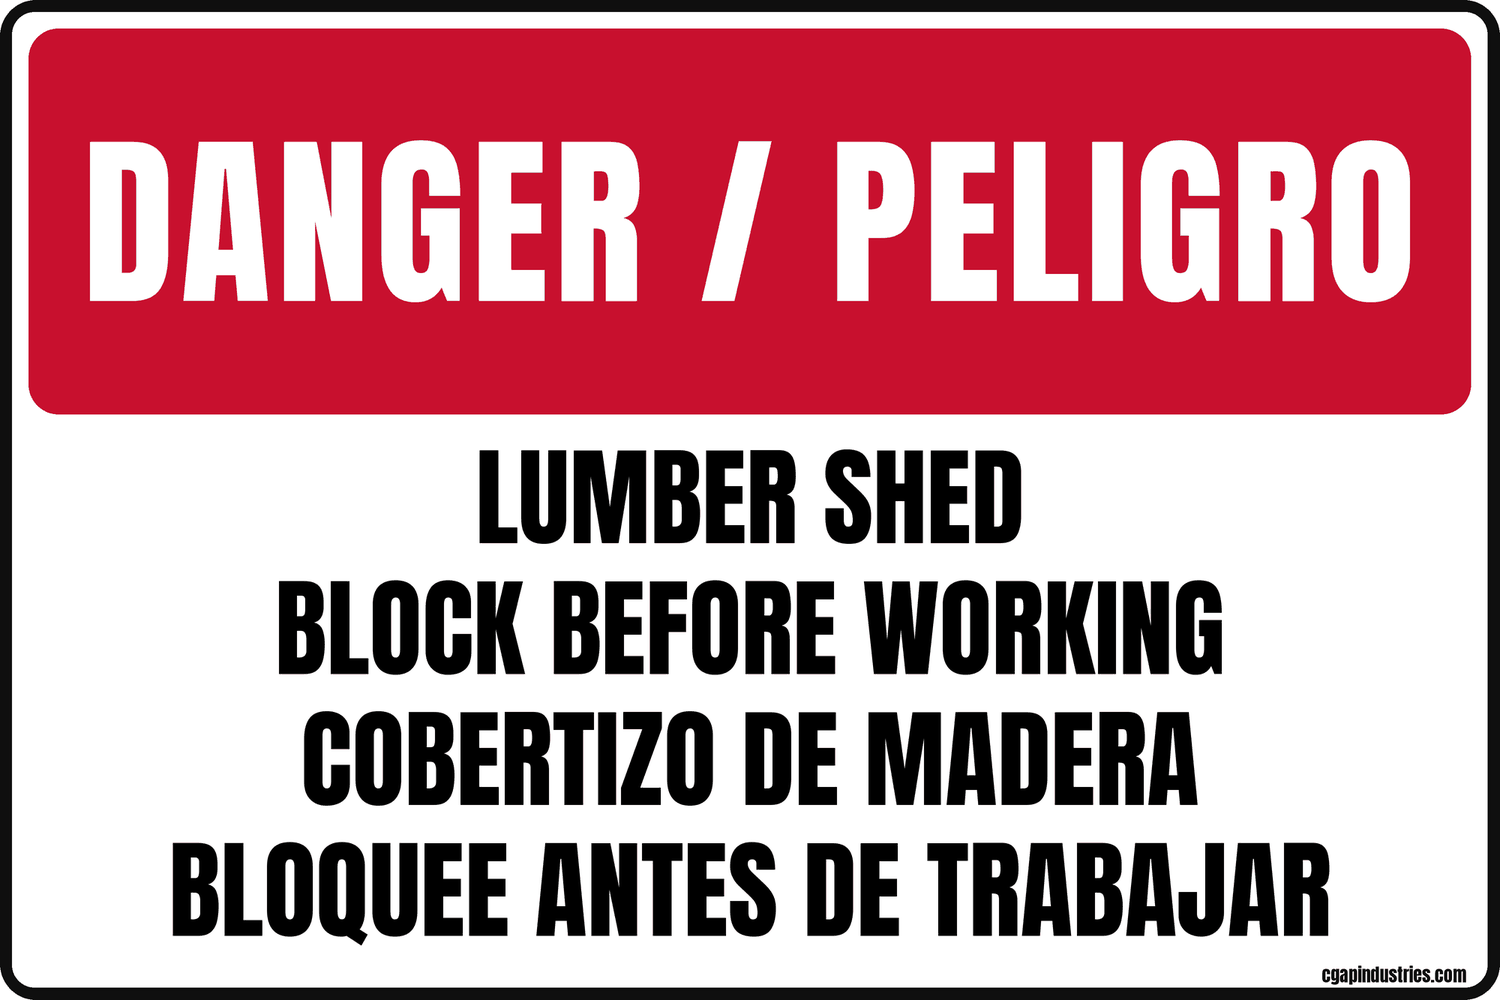 DANGER / PELIGRO
LUMBER SHED
BLOCK BEFORE WORKING
COBERTIZO DE MADERA
BLOQUEE ANTES DE TRABAJAR
cgapindustries.com